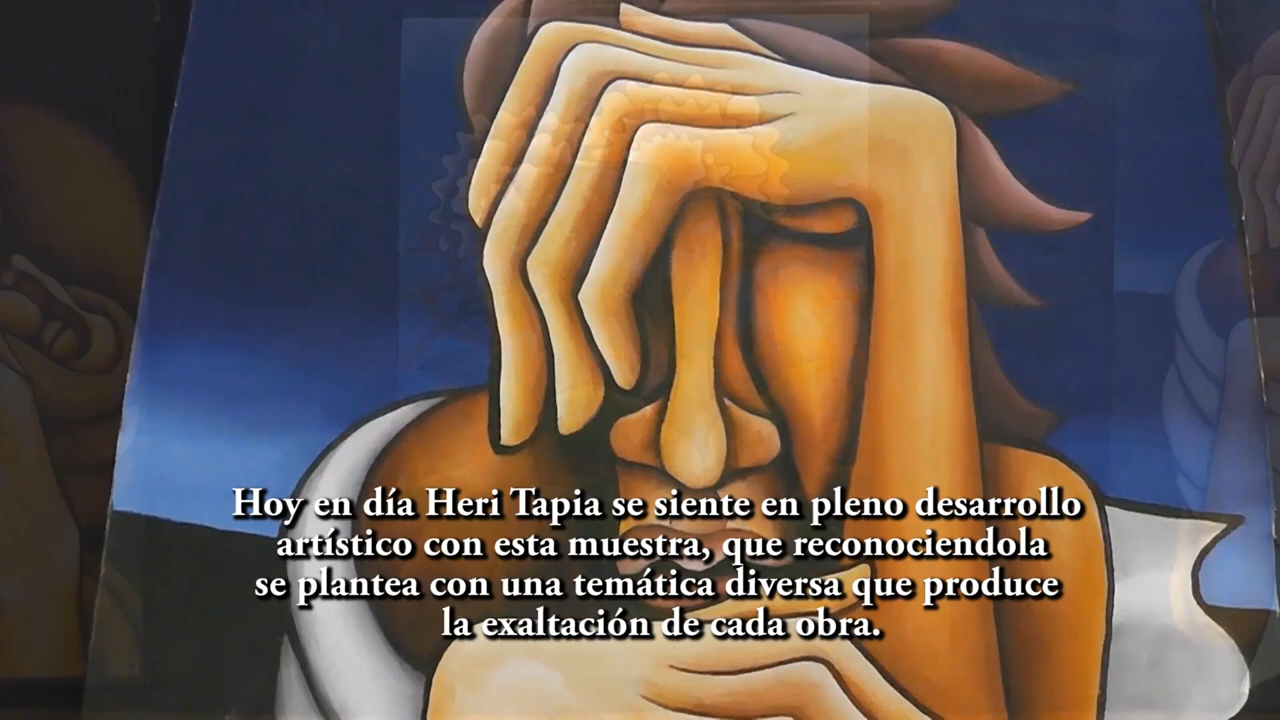 Hoy en día Heri Tapia se siente en pleno desarrollo
artístico con esta muestra, que reconociendola
se plantea con una temática diversa que produce
la exaltación de cada obra.